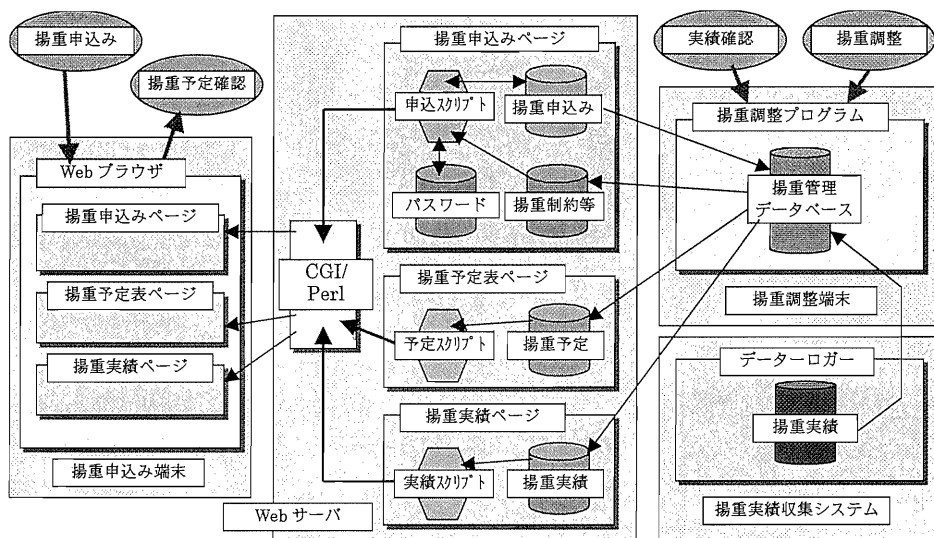 揚重申込み
揚重予定確認
Webブラウザ
揚重申込みページ
揚重予定表ページ
揚重実績ページ
揚重申込み端末
CGI/
Perl
揚重申込みページ
申込スクリプト
揚重申込み
パスワード
揚重制約等
揚重予定表ページ
予定スクリプト
揚重予定
揚重実績ページ
実績スクリプト
揚重実績
Webサーバ
実績確認
揚重調整
揚重調整プログラム
揚重管理
データベース
揚重調整端末
データーロガー
揚重実績
揚重実績収集システム